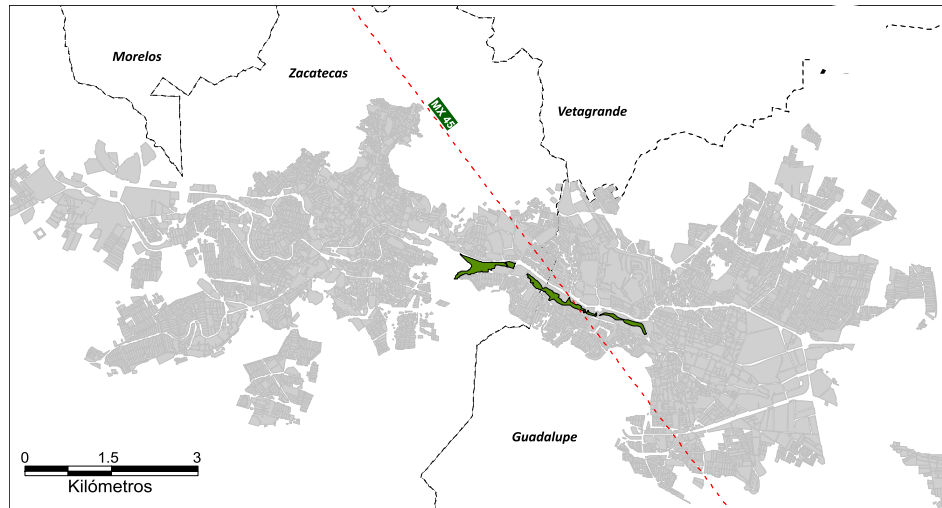 Morelos
Zacatecas
MX 45
Vetagrande
Guadalupe
0 1.5 3
Kilómetros